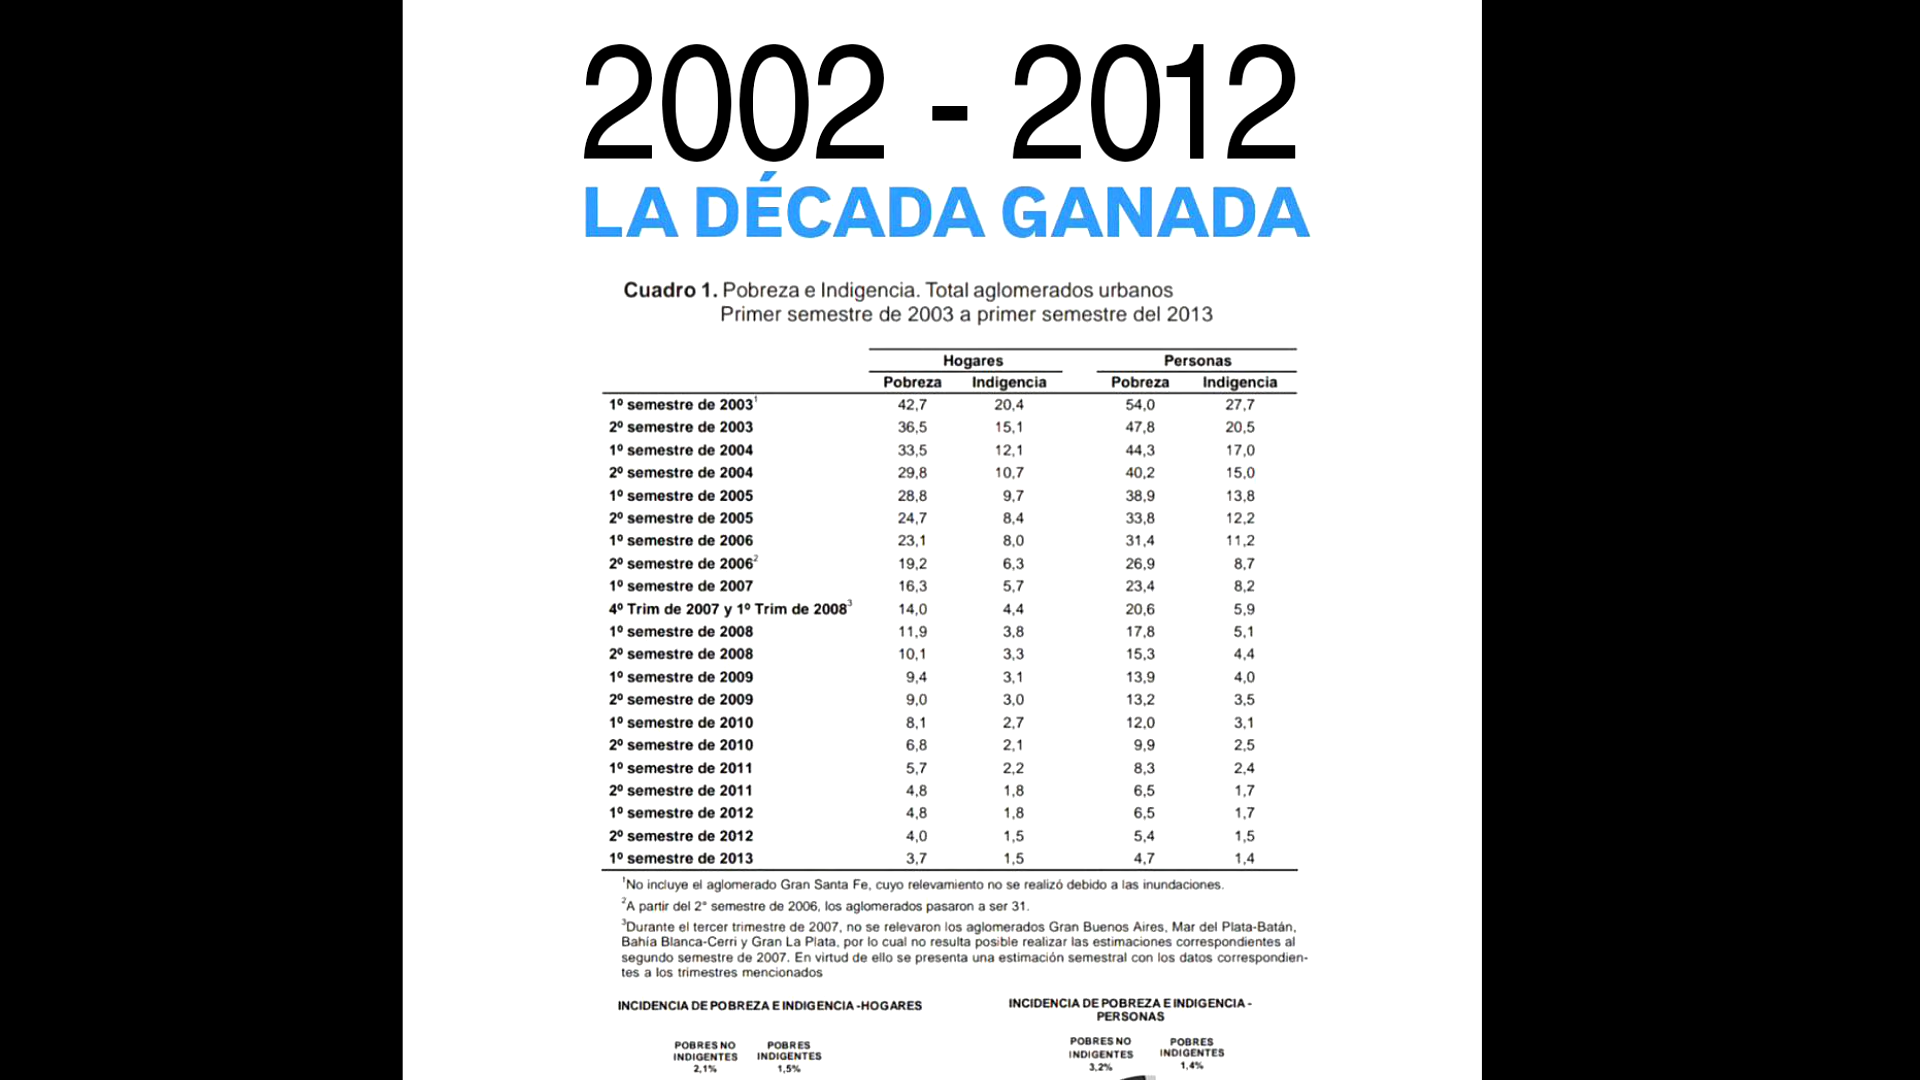 2002 - 2012
LA DÉCADA GANADA
Cuadro 1. Pobreza e Indigencia. Total aglomerados urbanos
Primer semestre de 2003 a primer semestre del 2013
Hogares Personas
Pobreza Indigencia Pobreza Indigencia
1º semestre de 2003¹ 42,7 20,4 54,0 27,7
2º semestre de 2003 36,5 15,1 47,8 20,5
1º semestre de 2004 33,5 12,1 44,3 17,0
2º semestre de 2004 29,8 10,7 40,2 15,0
1º semestre de 2005 28,8 9,7 38,9 13,8
2º semestre de 2005 24,7 8,4 33,8 12,2
1º semestre de 2006 23,1 8,0 31,4 11,2
2º semestre de 2006² 19,2 6,3 26,9 8,7
1º semestre de 2007 16,3 5,7 23,4 8,2
4º Trim de 2007 y 1º Trim de 2008³ 14,0 4,4 20,6 5,9
1º semestre de 2008 11,9 3,8 17,8 5,1
2º semestre de 2008 10,1 3,3 15,3 4,4
1º semestre de 2009 9,4 3,1 13,9 4,0
2º semestre de 2009 9,0 3,0 13,2 3,5
1º semestre de 2010 8,1 2,7 12,0 3,1
2º semestre de 2010 6,8 2,1 9,9 2,5
1º semestre de 2011 5,7 2,2 8,3 2,4
2º semestre de 2011 4,8 1,8 6,5 1,7
1º semestre de 2012 4,8 1,8 6,5 1,7
2º semestre de 2012 4,0 1,5 5,4 1,5
1º semestre de 2013 3,7 1,5 4,7 1,4
¹No incluye el aglomerado Gran Santa Fe, cuyo relevamiento no se realizó debido a las inundaciones.
²A partir del 2° semestre de 2006, los aglomerados pasaron a ser 31.
³Durante el tercer trimestre de 2007, no se relevaron los aglomerados Gran Buenos Aires, Mar del Plata-Batán,
Bahía Blanca-Cerri y Gran La Plata, por lo cual no resulta posible realizar las estimaciones correspondientes al
segundo semestre de 2007. En virtud de ello se presenta una estimación semestral con los datos correspondien-
tes a los trimestres mencionados
INCIDENCIA DE POBREZA E INDIGENCIA -HOGARES
POBRES NO INDIGENTES 2,1%
POBRES INDIGENTES 1,5%
INCIDENCIA DE POBREZA E INDIGENCIA -
PERSONAS
POBRES NO INDIGENTES 3,2%
POBRES INDIGENTES 1,4%